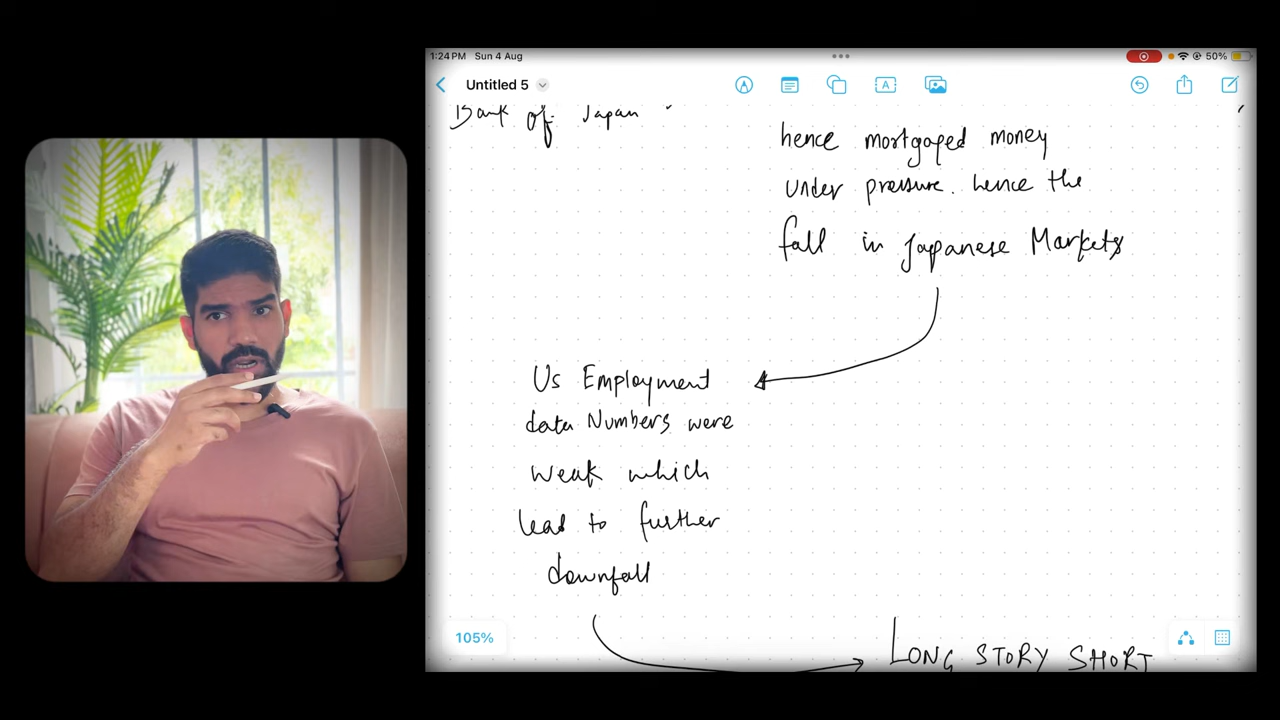 1:24 PM Sun 4 Aug
50%
Untitled 5
A
Bank of Japan
hence mortgaped money
under pressure. hence the
fall in Japanese Markets
Us Employment
data Numbers were
weak which
lead to further
downfall
105%
LONG STORY SHORT